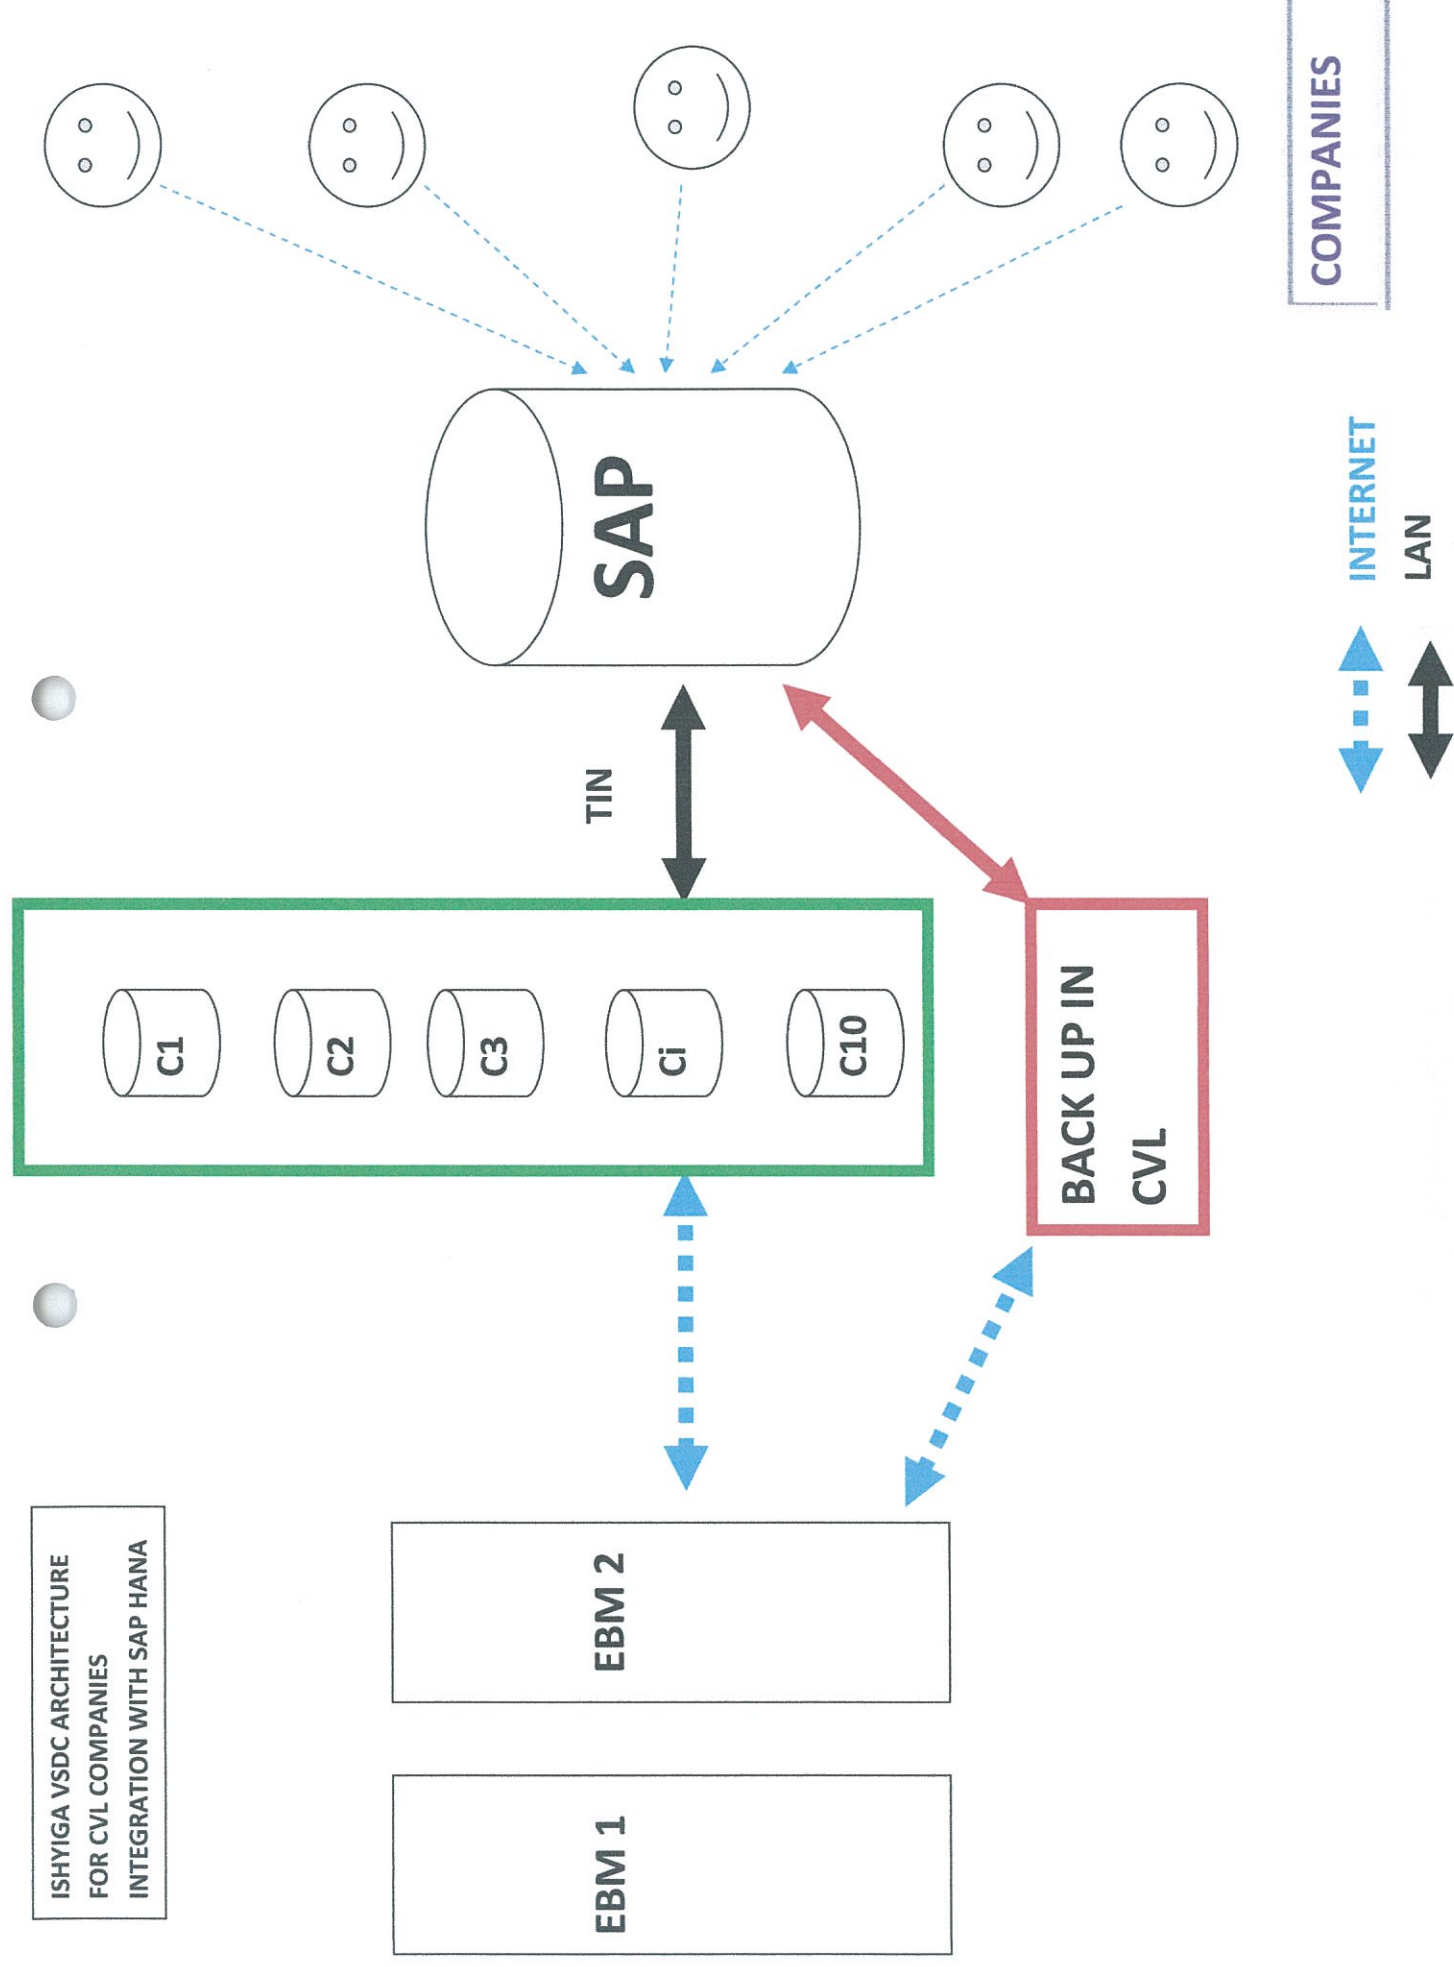 ISHYIGA VSDC ARCHITECTURE
FOR CVL COMPANIES
INTEGRATION WITH SAP HANA
EBM 1
EBM 2
C1
C2
C3
Ci
C10
TIN
SAP
BACK UP IN
CVL
INTERNET
LAN
COMPANIES